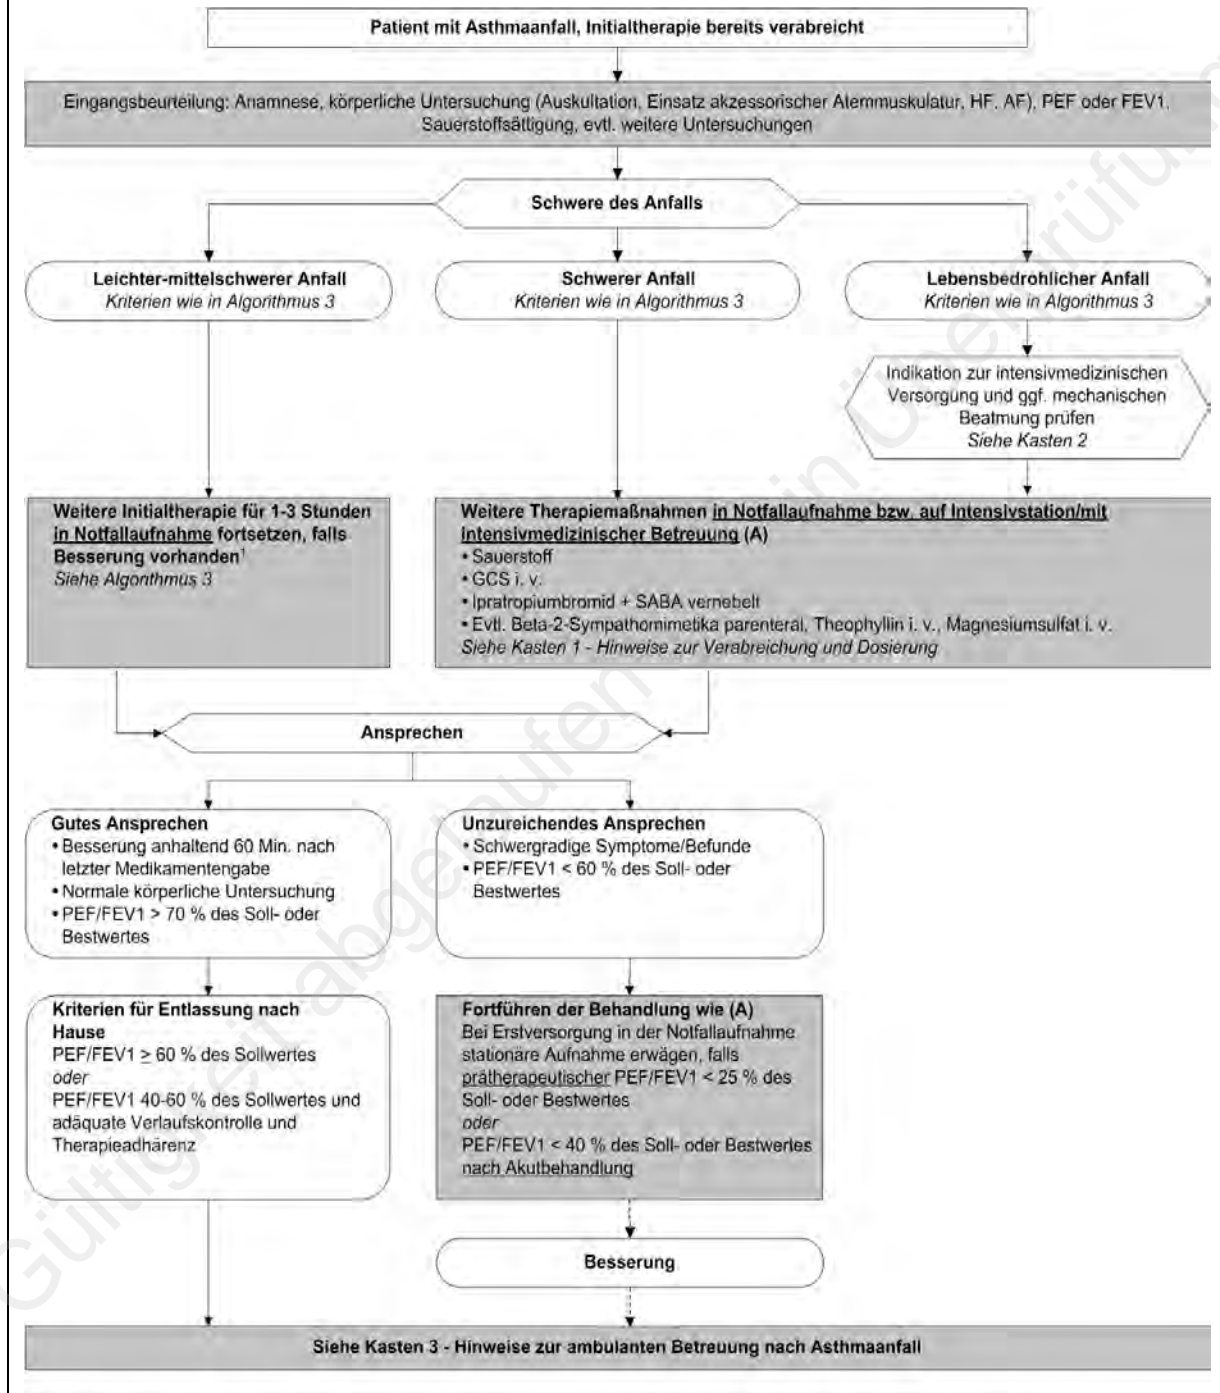 Patient mit Asthmaanfall, Initialtherapie bereits verabreicht
Eingangsbeurteilung: Anamnese, körperliche Untersuchung (Auskultation, Einsatz akzessorischer Atemmuskulatur, HF, AF), PEF oder FEV1,
Sauerstoffsättigung, evtl. weitere Untersuchungen
Schwere des Anfalls
Leichter-mittelschwerer Anfall
Kriterien wie in Algorithmus 3
Schwerer Anfall
Kriterien wie in Algorithmus 3
Lebensbedrohlicher Anfall
Kriterien wie in Algorithmus 3
Indikation zur intensivmedizinischen
Versorgung und ggf. mechanischen
Beatmung prüfen
Siehe Kasten 2
Weitere Initialtherapie für 1-3 Stunden
in Notfallaufnahme fortsetzen, falls
Besserung vorhanden¹
Siehe Algorithmus 3
Weitere Therapiemaßnahmen in Notfallaufnahme bzw. auf Intensivstation/mit
intensivmedizinischer Betreuung (A)
• Sauerstoff
• GCS i. v.
• Ipratropiumbromid + SABA vernebelt
• Evtl. Beta-2-Sympathomimetika parenteral, Theophyllin i. v., Magnesiumsulfat i. v.
Siehe Kasten 1 - Hinweise zur Verabreichung und Dosierung
Ansprechen
Gutes Ansprechen
• Besserung anhaltend 60 Min. nach
letzter Medikamentengabe
• Normale körperliche Untersuchung
• PEF/FEV1 > 70 % des Soll- oder
Bestwertes
Unzureichendes Ansprechen
• Schwergradige Symptome/Befunde
• PEF/FEV1 < 60 % des Soll- oder
Bestwertes
Kriterien für Entlassung nach
Hause
PEF/FEV1 ≥ 60 % des Sollwertes
oder
PEF/FEV1 40-60 % des Sollwertes und
adäquate Verlaufskontrolle und
Therapieadhärenz
Fortführen der Behandlung wie (A)
Bei Erstversorgung in der Notfallaufnahme
stationäre Aufnahme erwägen, falls
prätherapeutischer PEF/FEV1 < 25 % des
Soll- oder Bestwertes
oder
PEF/FEV1 < 40 % des Soll- oder Bestwertes
nach Akutbehandlung
Besserung
Siehe Kasten 3 - Hinweise zur ambulanten Betreuung nach Asthmaanfall
Gültigkeit abgelaufen in Überprüfun